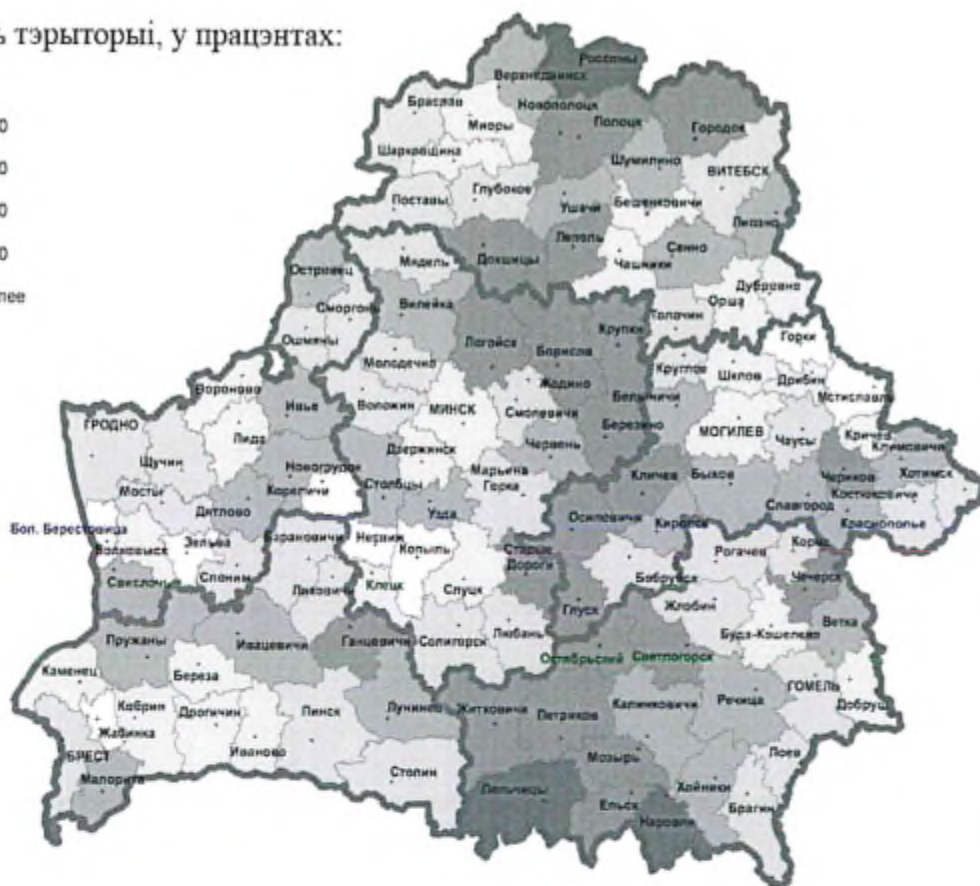 ь тэрыторыі, у працэнтах:
0
0
0
0
лее
Россоны
Верхнедвинск
Браслав
Новополоцк
Миоры
Полоцк
Городок
Шарковщина
Шумилино
ВИТЕБСК
Глубокое
Поставы
Ушачи
Бешенковичи
Лиозно
Лепель
Докшицы
Сенно
Мядель
Чашники
Островец
Дубровно
Вилейка
Сморгонь
Орша
Толочин
Крупки
Ошмяны
Логойск
Борисов
Горки
Молодечно
Круглое
Шклов
Дрибин
Вороново
Жодино
Ивье
Воложин
МИНСК
Смолевичи
Белыничи
Мстиславль
ГРОДНО
Березино
МОГИЛЕВ
Кричев
Лида
Дзержинск
Червень
Чаусы
Климовичи
Щучин
Новогрудок
Марьина
Горка
Кличев
Быхов
Чериков
Хотимск
Мосты
Кореличи
Столбцы
Костюковичи
Дятлово
Узда
Славгород
Осиповичи
Кировск
Краснополье
Бол. Берестовица
Барановичи
Волковыск
Зельва
Несвиж
Копыль
Старые
Дороги
Рогачев
Корма
Свислочь
Слоним
Клецк
Слуцк
Бобруйск
Чечерск
Ляховичи
Глуск
Жлобин
Любань
Ветка
Пружаны
Ивацевичи
Ганцевичи
Солигорск
Буда-Кошелево
Октябрьский
Светлогорск
Каменец
Береза
ГОМЕЛЬ
Кобрин
Дрогичин
Пинск
Лунинец
Житковичи
Петриков
Калинковичи
Речица
Добруш
Жабинка
БРЕСТ
Иваново
Мозырь
Лоев
Малорита
Столин
Лельчицы
Хойники
Ельск
Брагин
Наровля